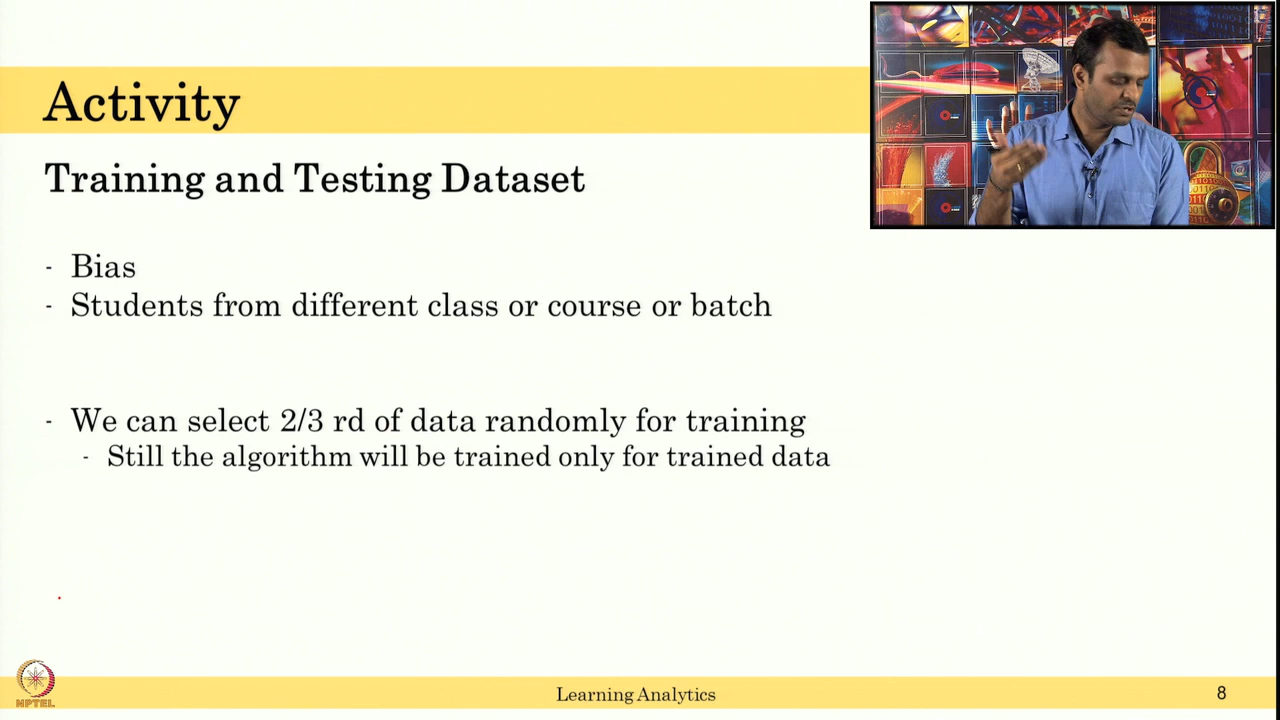 Activity
Training and Testing Dataset
- Bias
- Students from different class or course or batch
- We can select 2/3 rd of data randomly for training
- Still the algorithm will be trained only for trained data
NPTEL
Learning Analytics
8